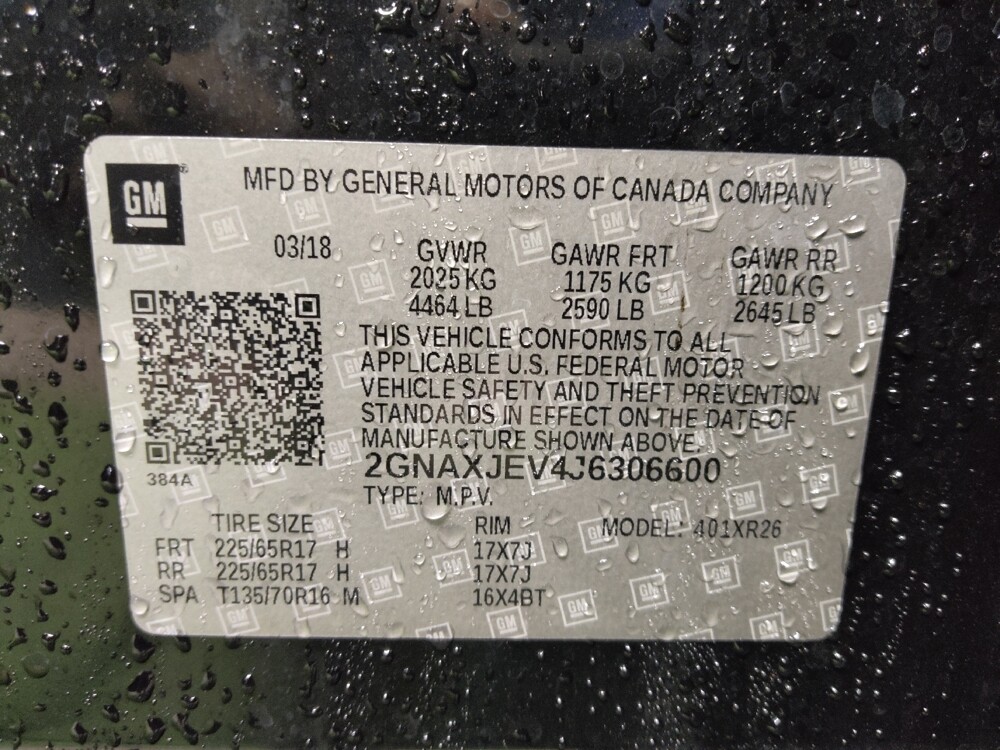 GM
MFD BY GENERAL MOTORS OF CANADA COMPANY
03/18 GVWR GAWR FRT GAWR RR
2025 KG 1175 KG 1200 KG
4464 LB 2590 LB 2645 LB
THIS VEHICLE CONFORMS TO ALL
APPLICABLE U.S. FEDERAL MOTOR
VEHICLE SAFETY AND THEFT PREVENTION
STANDARDS IN EFFECT ON THE DATE OF
MANUFACTURE SHOWN ABOVE.
2GNAXJEV4J6306600
384A
TYPE: M.P.V.
TIRE SIZE RIM MODEL: 401XR26
FRT 225/65R17 H 17X7J
RR 225/65R17 H 17X7J
SPA T135/70R16 M 16X4BT